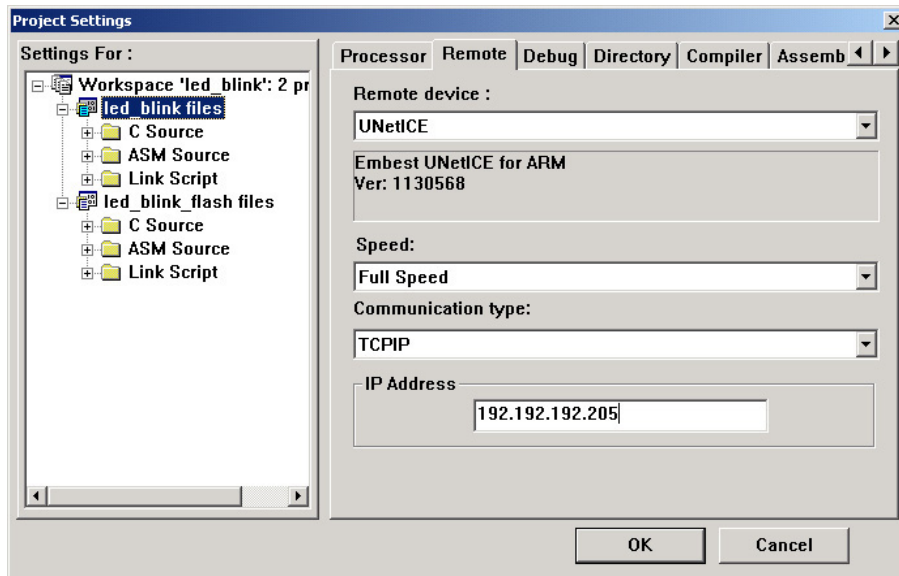 Project Settings
Settings For :
Workspace 'led_blink': 2 pr
led_blink files
C Source
ASM Source
Link Script
led_blink_flash files
C Source
ASM Source
Link Script
Processor Remote Debug Directory Compiler Assemb
Remote device :
UNetICE
Embest UNetICE for ARM
Ver: 1130568
Speed:
Full Speed
Communication type:
TCPIP
IP Address
192.192.192.205
OK Cancel